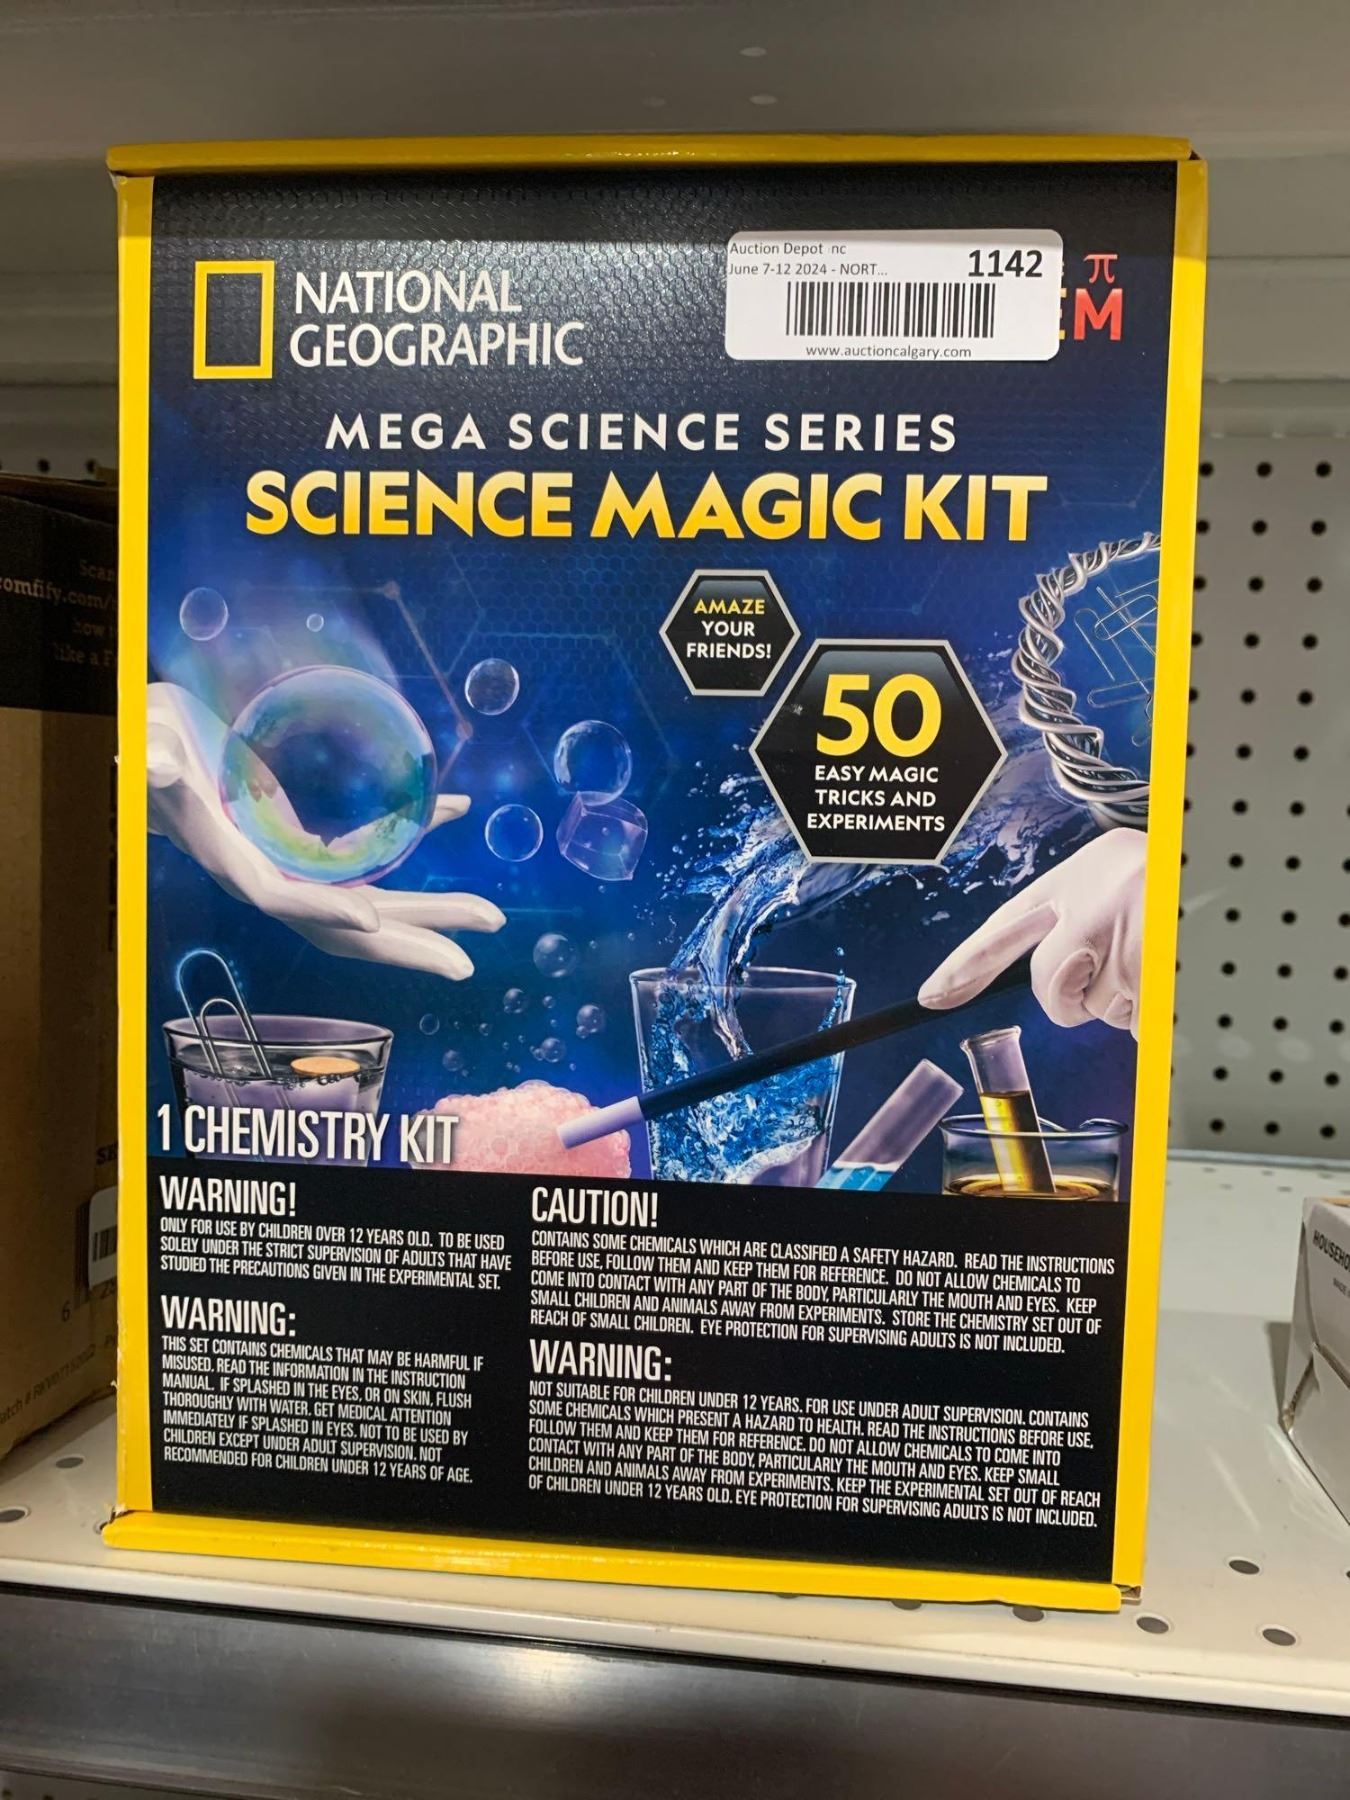 Auction Depot nc
June 7-12 2024 - NORT...
1142
www.auctioncalgary.com
π
EM
NATIONAL
GEOGRAPHIC
MEGA SCIENCE SERIES
SCIENCE MAGIC KIT
AMAZE
YOUR
FRIENDS!
50
EASY MAGIC
TRICKS AND
EXPERIMENTS
1 CHEMISTRY KIT
WARNING!
ONLY FOR USE BY CHILDREN OVER 12 YEARS OLD. TO BE USED
SOLELY UNDER THE STRICT SUPERVISION OF ADULTS THAT HAVE
STUDIED THE PRECAUTIONS GIVEN IN THE EXPERIMENTAL SET.
WARNING:
THIS SET CONTAINS CHEMICALS THAT MAY BE HARMFUL IF
MISUSED. READ THE INFORMATION IN THE INSTRUCTION
MANUAL. IF SPLASHED IN THE EYES, OR ON SKIN, FLUSH
THOROUGHLY WITH WATER. GET MEDICAL ATTENTION
IMMEDIATELY IF SPLASHED IN EYES. NOT TO BE USED BY
CHILDREN EXCEPT UNDER ADULT SUPERVISION. NOT
RECOMMENDED FOR CHILDREN UNDER 12 YEARS OF AGE.
CAUTION!
CONTAINS SOME CHEMICALS WHICH ARE CLASSIFIED A SAFETY HAZARD. READ THE INSTRUCTIONS
BEFORE USE, FOLLOW THEM AND KEEP THEM FOR REFERENCE. DO NOT ALLOW CHEMICALS TO
COME INTO CONTACT WITH ANY PART OF THE BODY, PARTICULARLY THE MOUTH AND EYES. KEEP
SMALL CHILDREN AND ANIMALS AWAY FROM EXPERIMENTS. STORE THE CHEMISTRY SET OUT OF
REACH OF SMALL CHILDREN. EYE PROTECTION FOR SUPERVISING ADULTS IS NOT INCLUDED.
WARNING:
NOT SUITABLE FOR CHILDREN UNDER 12 YEARS. FOR USE UNDER ADULT SUPERVISION. CONTAINS
SOME CHEMICALS WHICH PRESENT A HAZARD TO HEALTH. READ THE INSTRUCTIONS BEFORE USE,
FOLLOW THEM AND KEEP THEM FOR REFERENCE. DO NOT ALLOW CHEMICALS TO COME INTO
CONTACT WITH ANY PART OF THE BODY, PARTICULARLY THE MOUTH AND EYES. KEEP SMALL
CHILDREN AND ANIMALS AWAY FROM EXPERIMENTS. KEEP THE EXPERIMENTAL SET OUT OF REACH
OF CHILDREN UNDER 12 YEARS OLD. EYE PROTECTION FOR SUPERVISING ADULTS IS NOT INCLUDED.
Scan
omfify.com/
how
like a F
HOUSEHO